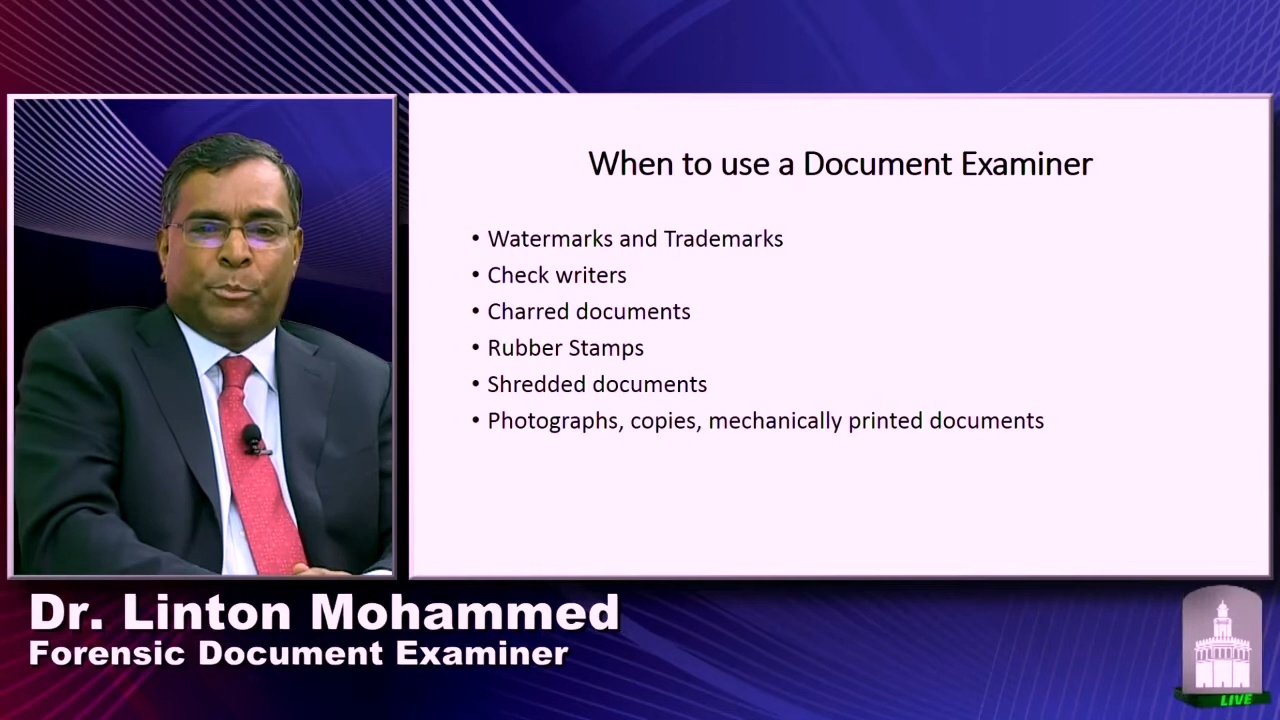 When to use a Document Examiner
• Watermarks and Trademarks
• Check writers
• Charred documents
• Rubber Stamps
• Shredded documents
• Photographs, copies, mechanically printed documents
Dr. Linton Mohammed
Forensic Document Examiner
LIVE